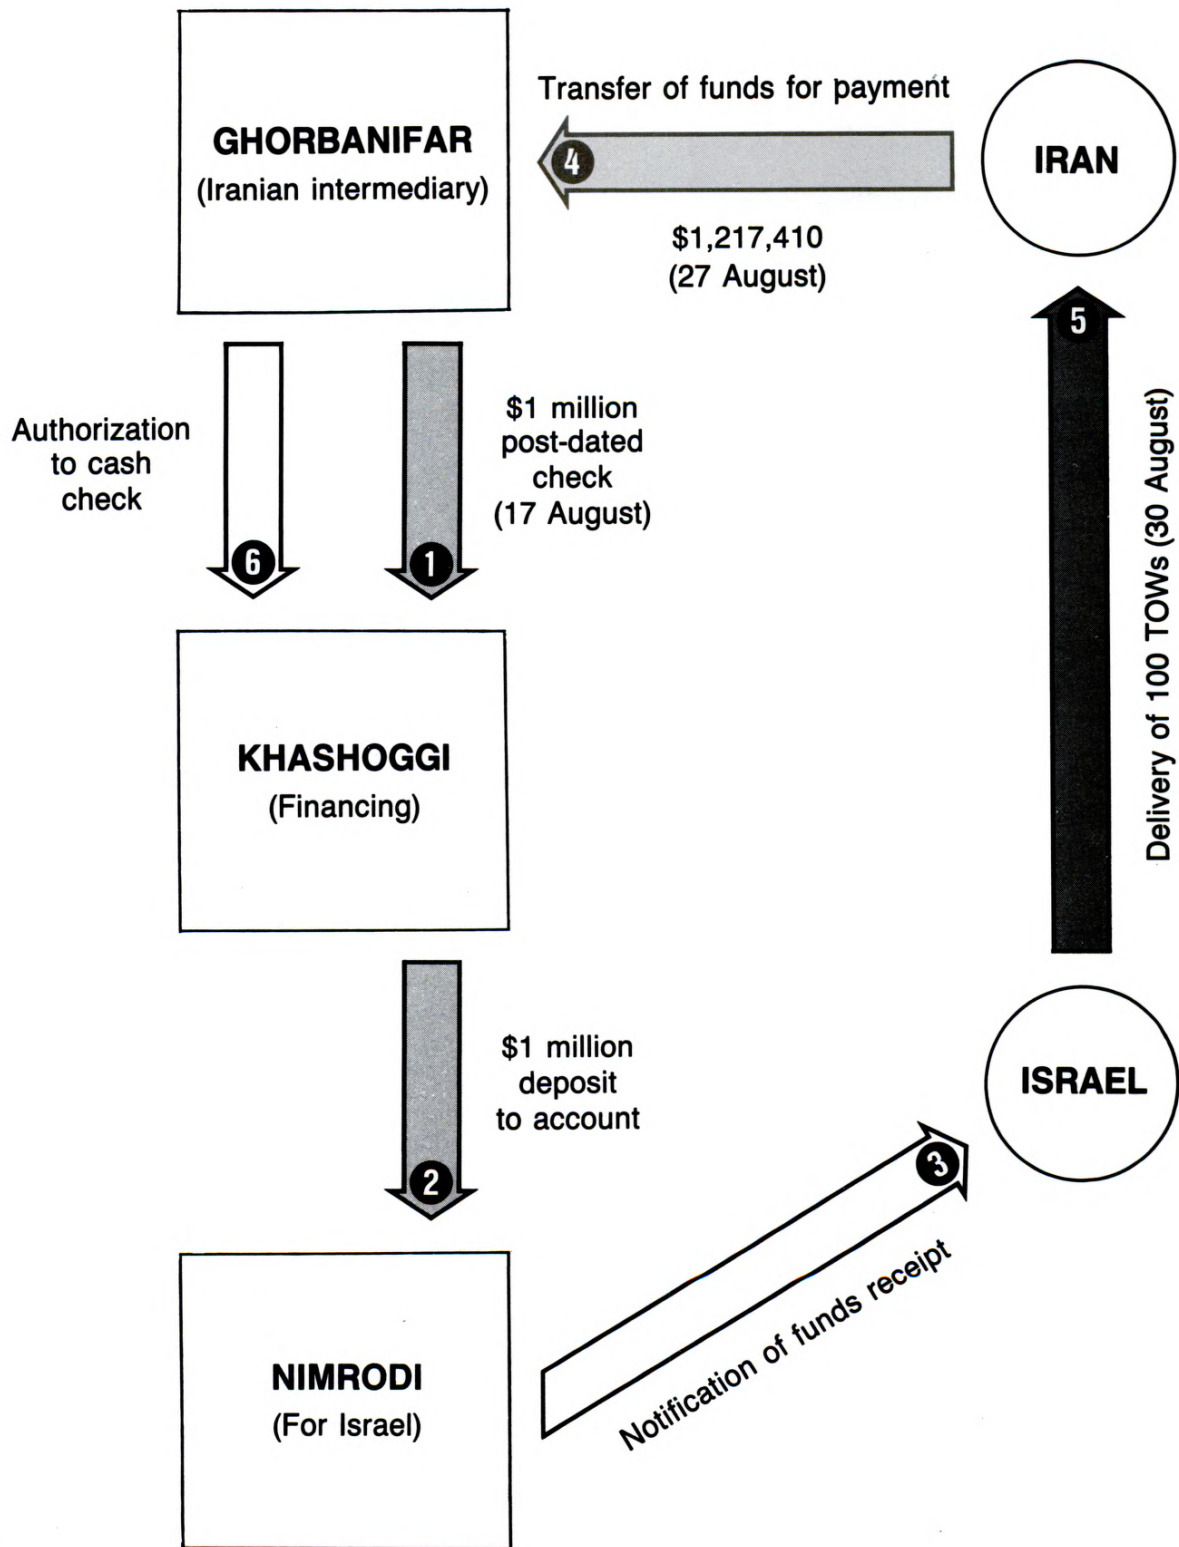 Transfer of funds for payment
GHORBANIFAR
(Iranian intermediary)
4
IRAN
$1,217,410
(27 August)
5
Authorization
to cash
check
$1 million
post-dated
check
(17 August)
6
1
Delivery of 100 TOWs (30 August)
KHASHOGGI
(Financing)
$1 million
deposit
to account
2
ISRAEL
3
Notification of funds receipt
NIMRODI
(For Israel)